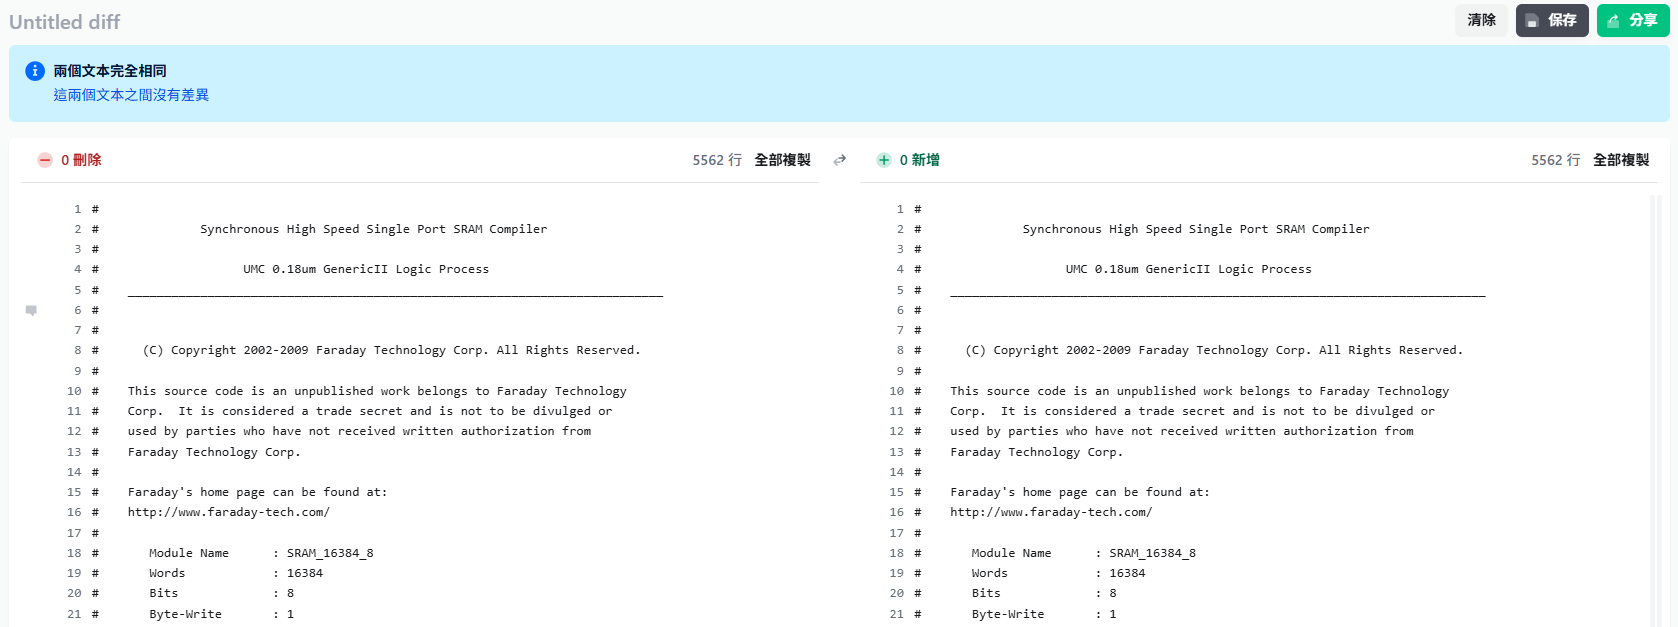 Untitled diff
清除
保存
分享
兩個文本完全相同
這兩個文本之間沒有差異
0 刪除
5562 行 全部複製
0 新增
5562 行 全部複製
1 #
2 # Synchronous High Speed Single Port SRAM Compiler
3 #
4 # UMC 0.18um GenericII Logic Process
5 # __________________________________________________________________________
6 #
7 #
8 # (C) Copyright 2002-2009 Faraday Technology Corp. All Rights Reserved.
9 #
10 # This source code is an unpublished work belongs to Faraday Technology
11 # Corp.  It is considered a trade secret and is not to be divulged or
12 # used by parties who have not received written authorization from
13 # Faraday Technology Corp.
14 #
15 # Faraday's home page can be found at:
16 # http://www.faraday-tech.com/
17 #
18 # Module Name : SRAM_16384_8
19 # Words : 16384
20 # Bits : 8
21 # Byte-Write : 1
1 #
2 # Synchronous High Speed Single Port SRAM Compiler
3 #
4 # UMC 0.18um GenericII Logic Process
5 # __________________________________________________________________________
6 #
7 #
8 # (C) Copyright 2002-2009 Faraday Technology Corp. All Rights Reserved.
9 #
10 # This source code is an unpublished work belongs to Faraday Technology
11 # Corp.  It is considered a trade secret and is not to be divulged or
12 # used by parties who have not received written authorization from
13 # Faraday Technology Corp.
14 #
15 # Faraday's home page can be found at:
16 # http://www.faraday-tech.com/
17 #
18 # Module Name : SRAM_16384_8
19 # Words : 16384
20 # Bits : 8
21 # Byte-Write : 1